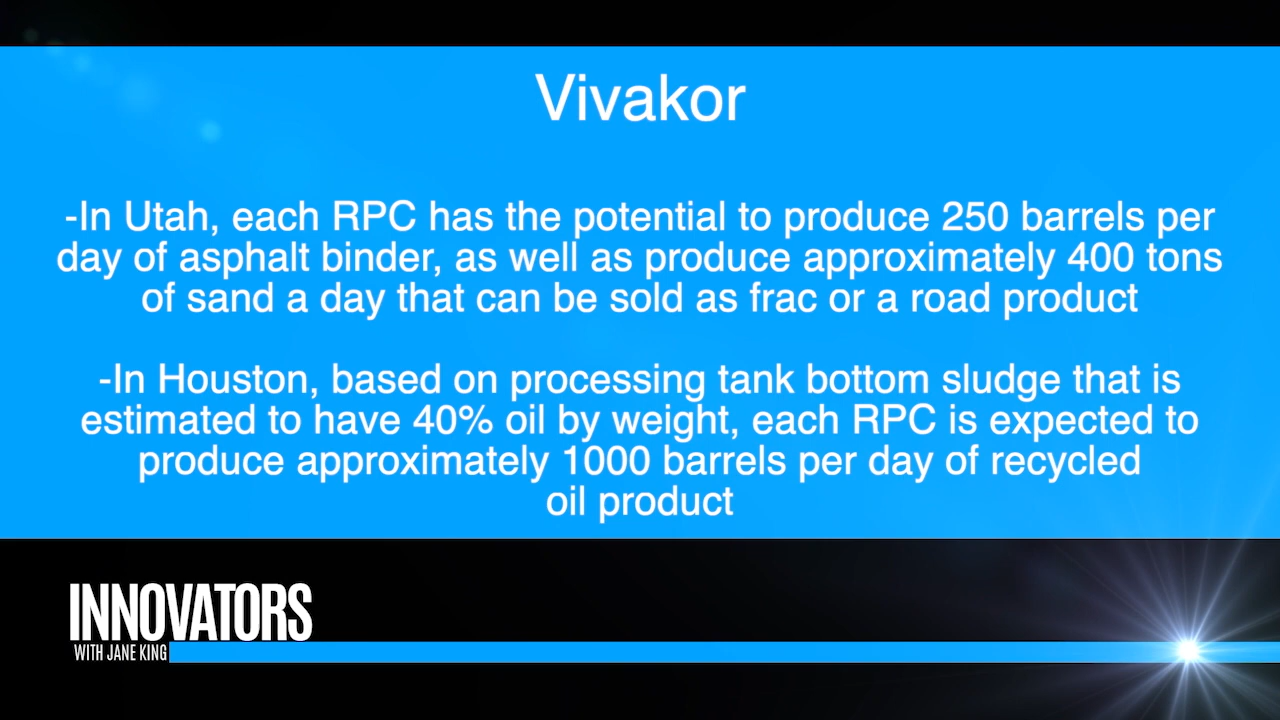 Vivakor
-In Utah, each RPC has the potential to produce 250 barrels per
day of asphalt binder, as well as produce approximately 400 tons
of sand a day that can be sold as frac or a road product
-In Houston, based on processing tank bottom sludge that is
estimated to have 40% oil by weight, each RPC is expected to
produce approximately 1000 barrels per day of recycled
oil product
INNOVATORS
WITH JANE KING